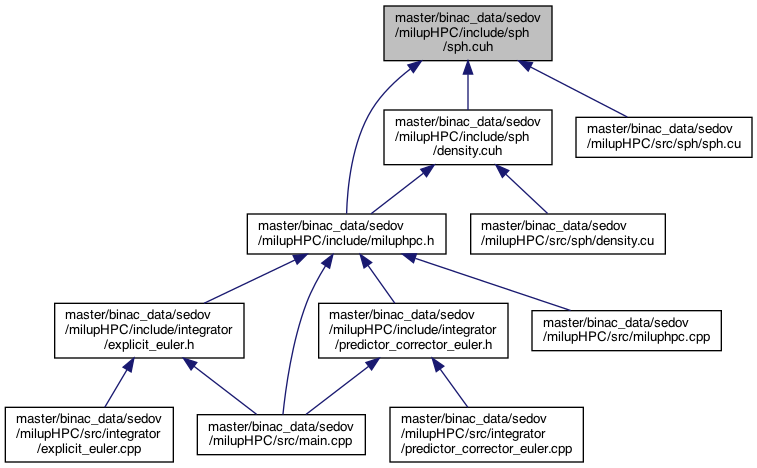 master/binac_data/sedov
/milupHPC/include/sph
/sph.cuh
master/binac_data/sedov
/milupHPC/include/sph
/density.cuh
master/binac_data/sedov
/milupHPC/src/sph/sph.cu
master/binac_data/sedov
/milupHPC/include/miluphpc.h
master/binac_data/sedov
/milupHPC/src/sph/density.cu
master/binac_data/sedov
/milupHPC/include/integrator
/explicit_euler.h
master/binac_data/sedov
/milupHPC/include/integrator
/predictor_corrector_euler.h
master/binac_data/sedov
/milupHPC/src/miluphpc.cpp
master/binac_data/sedov
/milupHPC/src/integrator
/explicit_euler.cpp
master/binac_data/sedov
/milupHPC/src/main.cpp
master/binac_data/sedov
/milupHPC/src/integrator
/predictor_corrector_euler.cpp